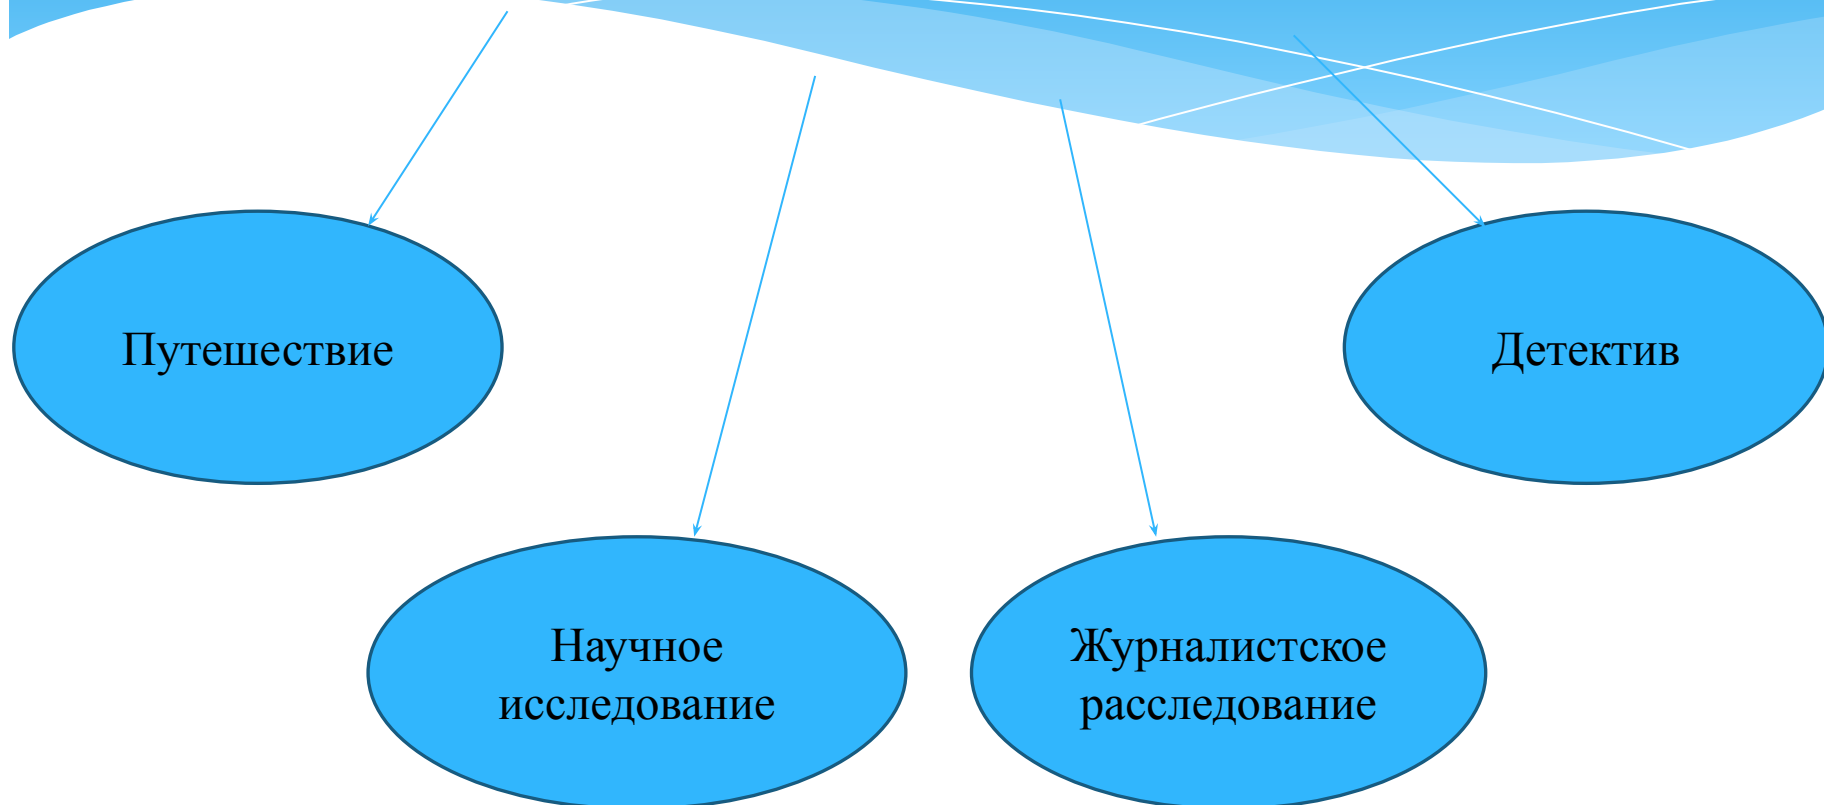 Путешествие
Детектив
Научное
исследование
Журналистское
расследование